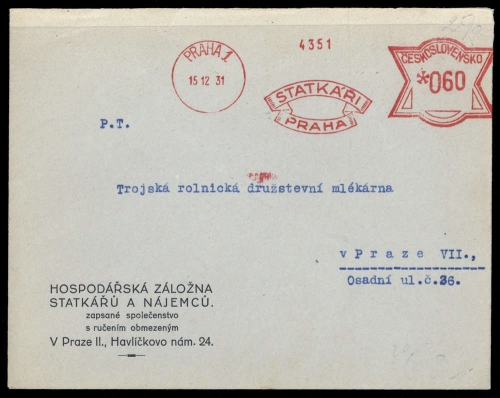 4351
PRAHA 1
15 12 31
STATKÁŘI
PRAHA
ČESKOSLOVENSKO
*060
P.T.
Trojská rolnická družstevní mlékárna
v Praze VII.,
Osadní ul.č.36.
HOSPODÁŘSKÁ ZÁLOŽNA
STATKÁŘŮ A NÁJEMCŮ.
zapsané společenstvo
s ručením obmezeným
V Praze II., Havlíčkovo nám. 24.